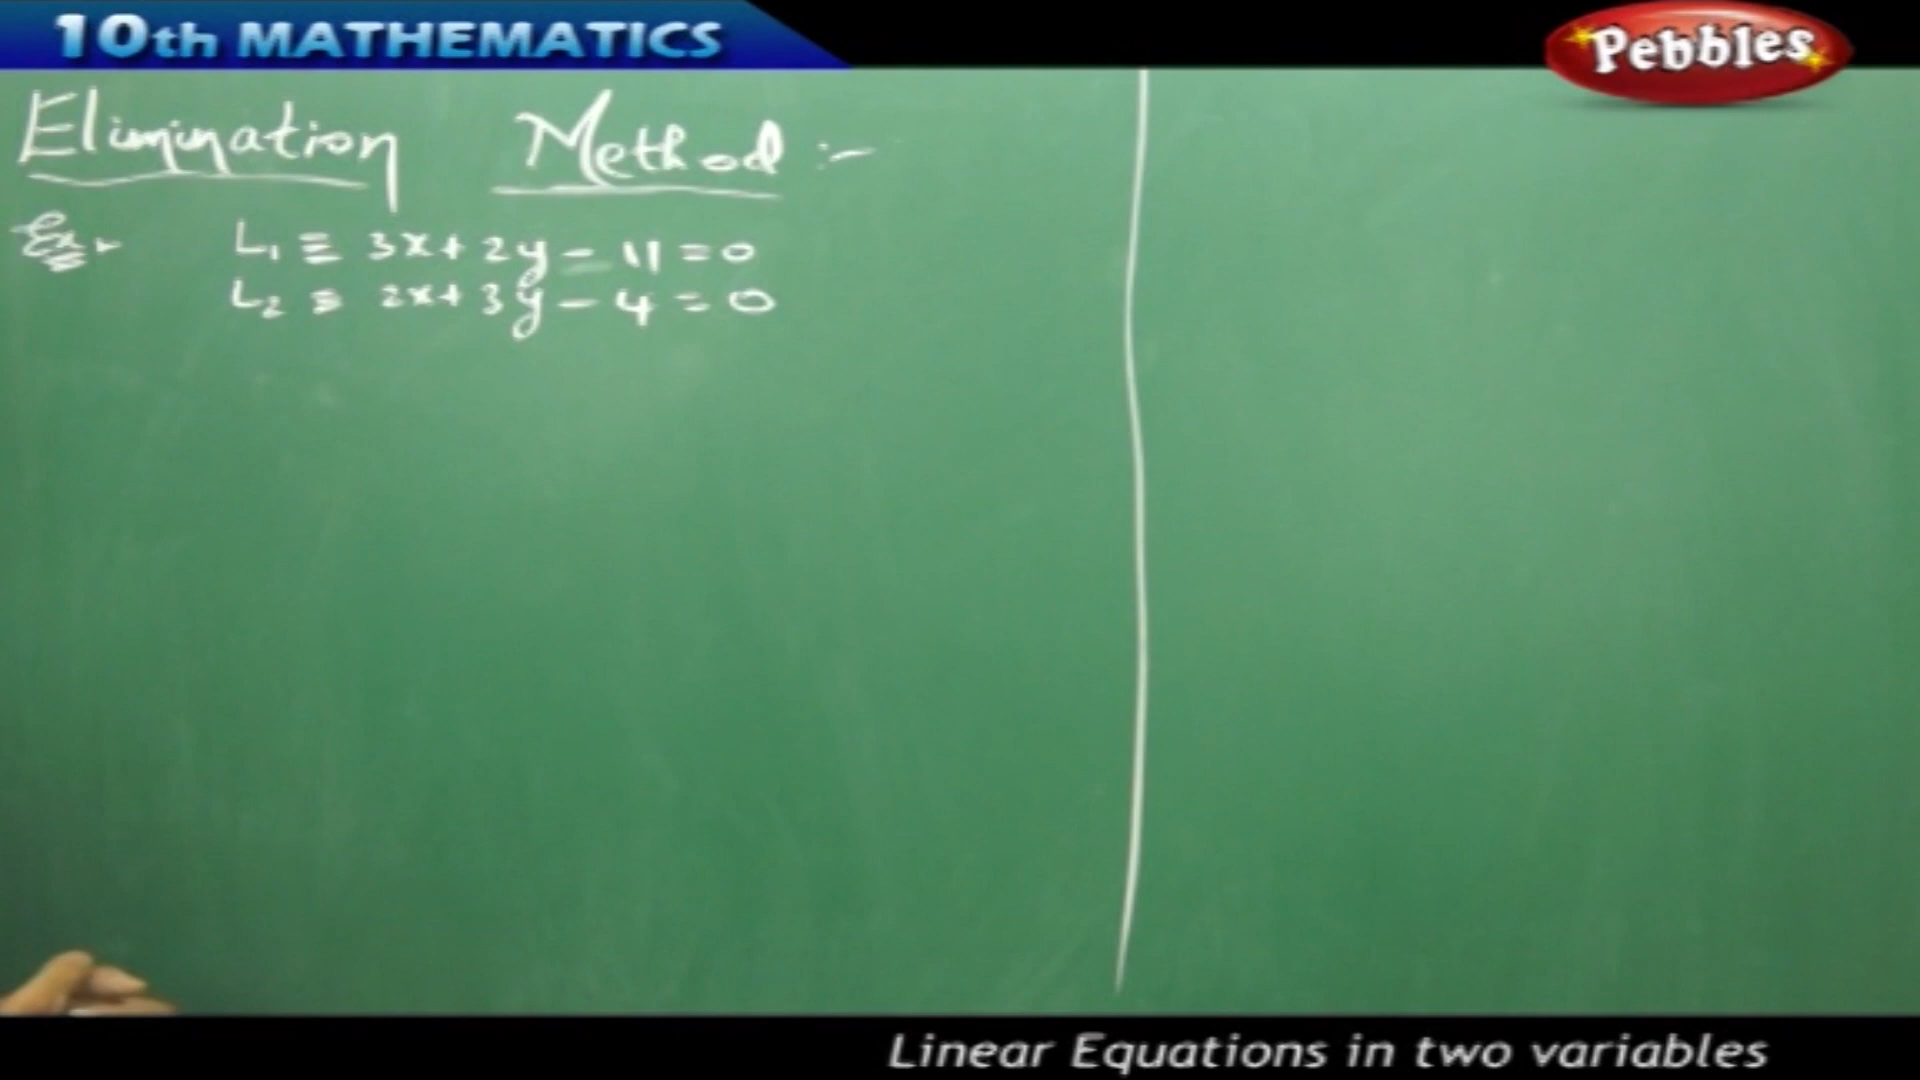 10th MATHEMATICS
Pebbles
Elimination Method :-
Ex:-
L₁ ≡ 3x + 2y - 11 = 0
L₂ ≡ 2x + 3y - 4 = 0
Linear Equations in two variables